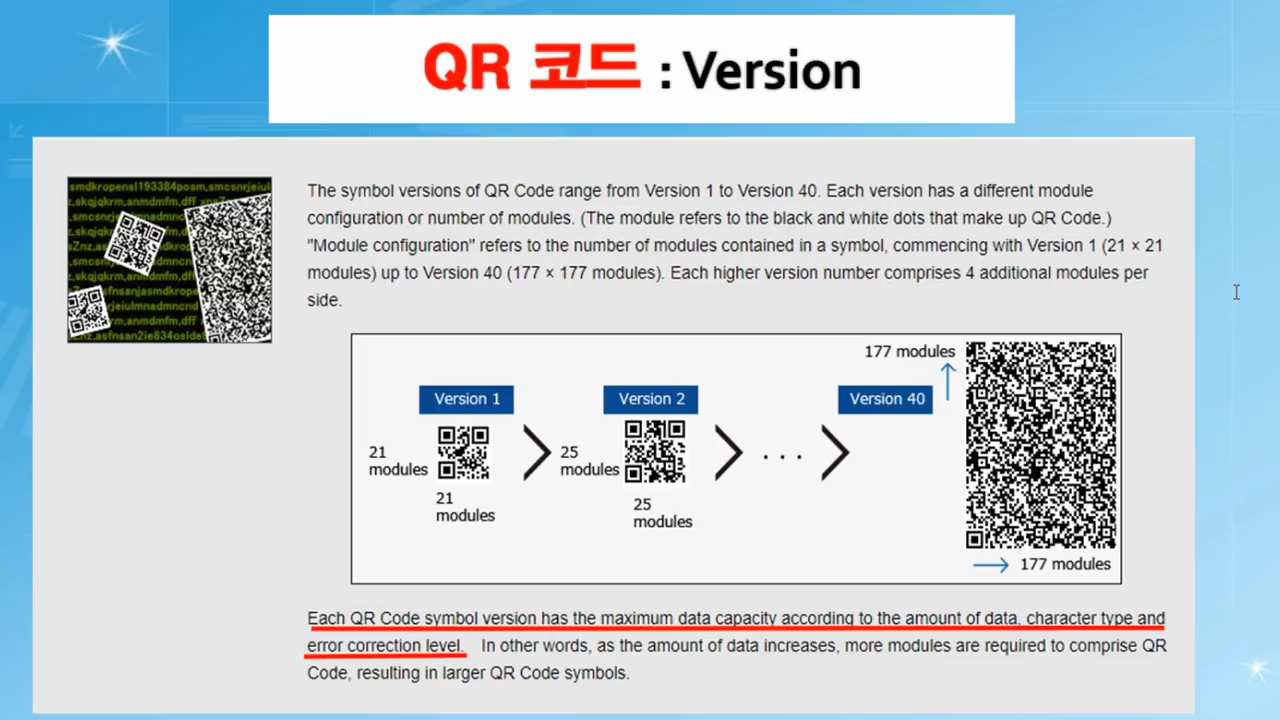 QR 코드 : Version
smdkropensl193384posm,smcsnrjeiul
The symbol versions of QR Code range from Version 1 to Version 40. Each version has a different module
configuration or number of modules. (The module refers to the black and white dots that make up QR Code.)
"Module configuration" refers to the number of modules contained in a symbol, commencing with Version 1 (21 × 21
modules) up to Version 40 (177 × 177 modules). Each higher version number comprises 4 additional modules per
side.
177 modules
Version 1
Version 2
Version 40
21
modules
25
modules
. . .
21
modules
25
modules
177 modules
Each QR Code symbol version has the maximum data capacity according to the amount of data, character type and
error correction level. In other words, as the amount of data increases, more modules are required to comprise QR
Code, resulting in larger QR Code symbols.